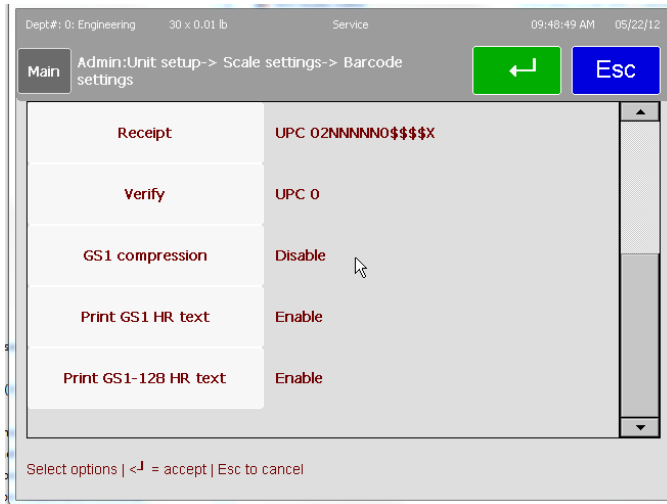 Dept#: 0: Engineering 30 x 0.01 lb Service 09:48:49 AM 05/22/12
Main
Admin:Unit setup-> Scale settings-> Barcode
settings
Esc
Receipt UPC 02NNNNN0$$$$X
Verify UPC 0
GS1 compression Disable
Print GS1 HR text Enable
Print GS1-128 HR text Enable
Select options | <┘ = accept | Esc to cancel